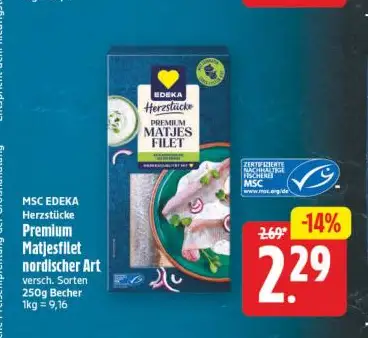 EDEKA
Herzstücke
PREMIUM
MATJES
FILET
MSC EDEKA
Herzstücke
Premium
Matjesfilet
nordischer Art
versch. Sorten
250g Becher
1kg = 9,16
ZERTIFIZIERTE
NACHHALTIGE
FISCHEREI
MSC
www.msc.org/de
-14%
2.69*
2.29